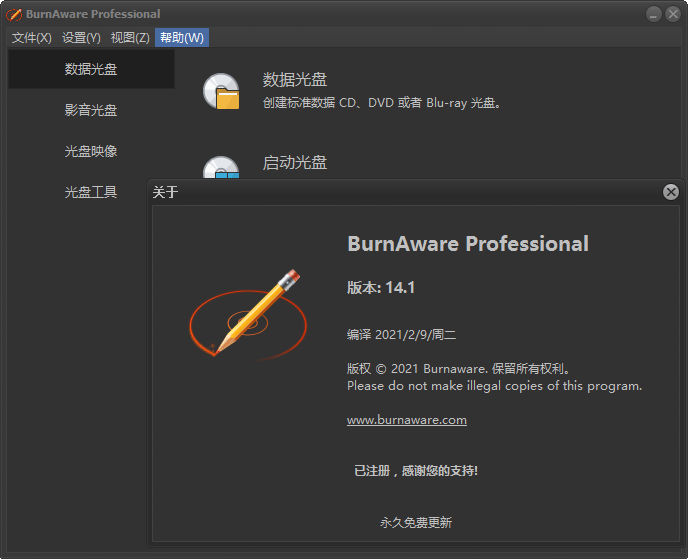 BurnAware Professional
文件(X) 设置(Y) 视图(Z) 帮助(W)
数据光盘
影音光盘
光盘映像
光盘工具
数据光盘
创建标准数据 CD、DVD 或者 Blu-ray 光盘。
启动光盘
关于
BurnAware Professional
版本: 14.1
编译 2021/2/9/周二
版权 © 2021 Burnaware. 保留所有权利。
Please do not make illegal copies of this program.
www.burnaware.com
已注册，感谢您的支持!
永久免费更新